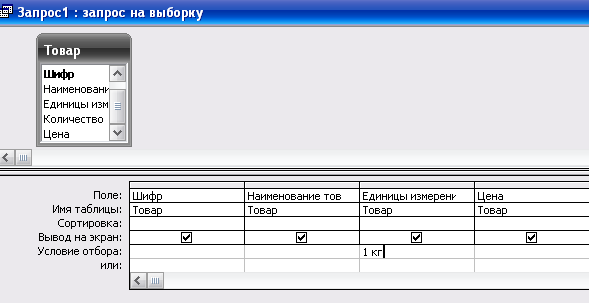 Запрос1 : запрос на выборку
Товар
Шифр
Наименовани
Единицы изм
Количество
Цена
Поле: Шифр Наименование тов Единицы измерени Цена
Имя таблицы: Товар Товар Товар Товар
Сортировка:
Вывод на экран:
Условие отбора: 1 кг
или: